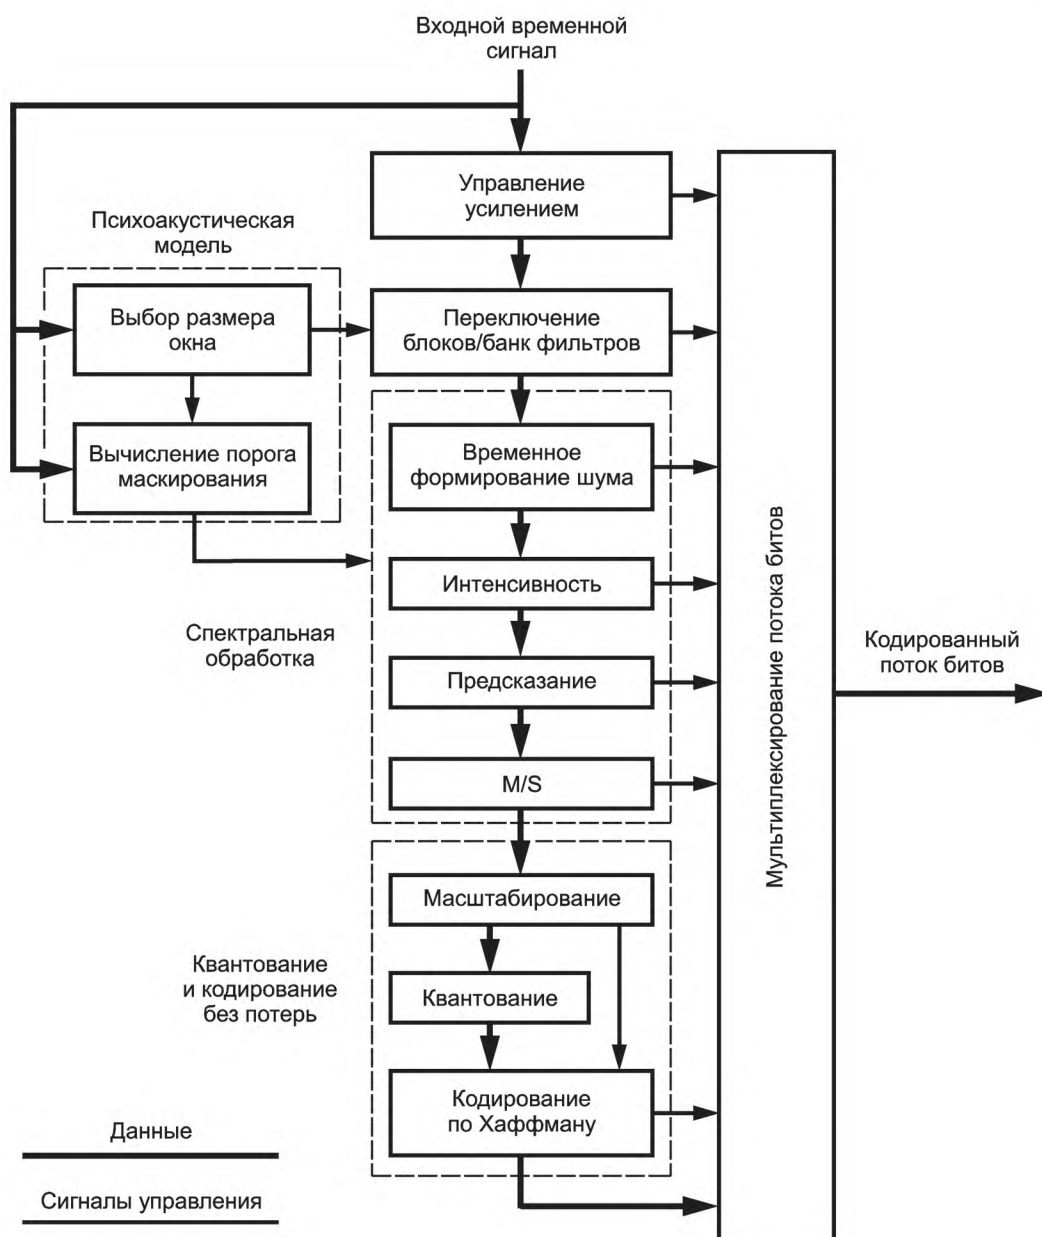 Входной временной
сигнал
Управление
усилением
Психоакустическая
модель
Выбор размера
окна
Переключение
блоков/банк фильтров
Вычисление порога
маскирования
Временное
формирование шума
Интенсивность
Спектральная
обработка
Предсказание
M/S
Мультиплексирование потока битов
Кодированный
поток битов
Масштабирование
Квантование
и кодирование
без потерь
Квантование
Кодирование
по Хаффману
Данные
Сигналы управления